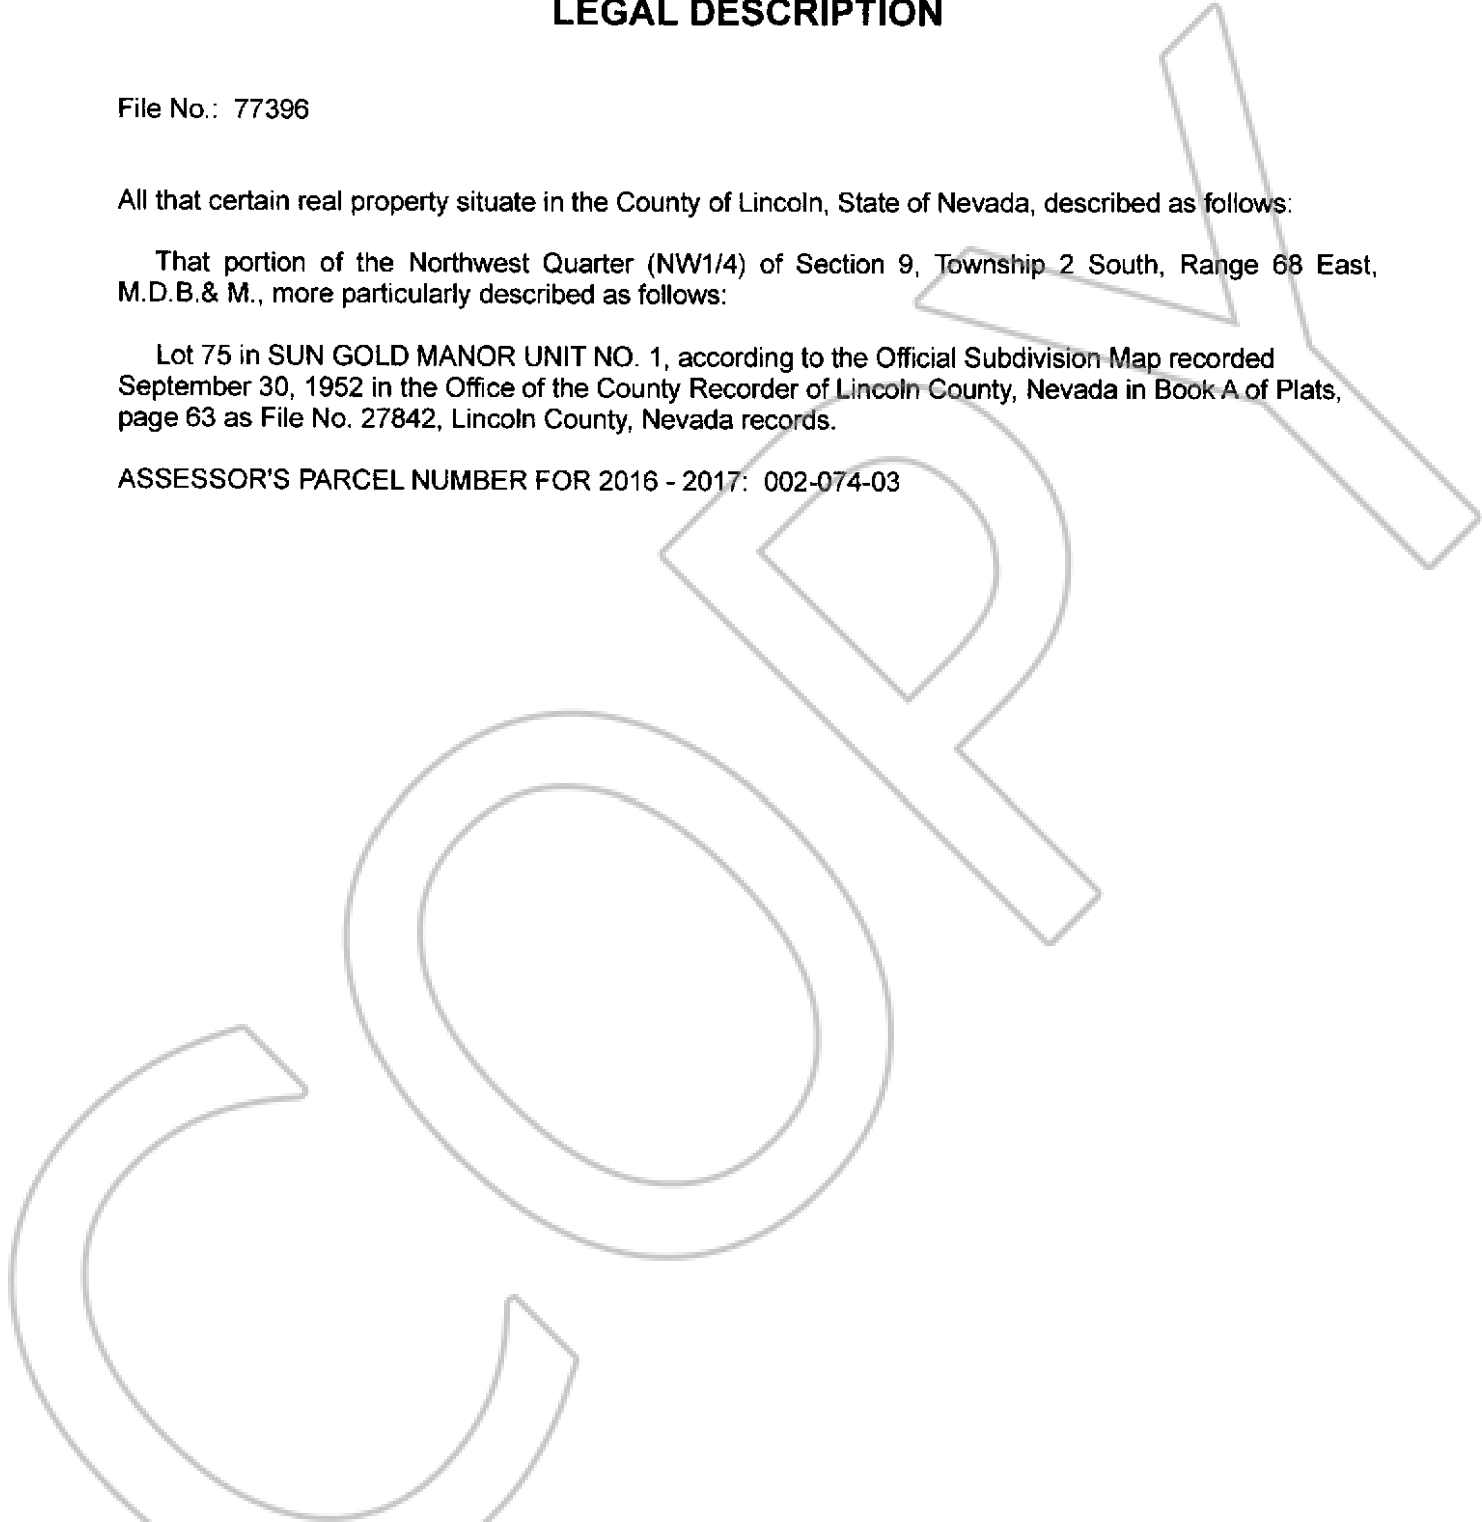 LEGAL DESCRIPTION
File No.: 77396
All that certain real property situate in the County of Lincoln, State of Nevada, described as follows:
That portion of the Northwest Quarter (NW1/4) of Section 9, Township 2 South, Range 68 East,
M.D.B.& M., more particularly described as follows:
Lot 75 in SUN GOLD MANOR UNIT NO. 1, according to the Official Subdivision Map recorded
September 30, 1952 in the Office of the County Recorder of Lincoln County, Nevada in Book A of Plats,
page 63 as File No. 27842, Lincoln County, Nevada records.
ASSESSOR'S PARCEL NUMBER FOR 2016 - 2017: 002-074-03
COPY